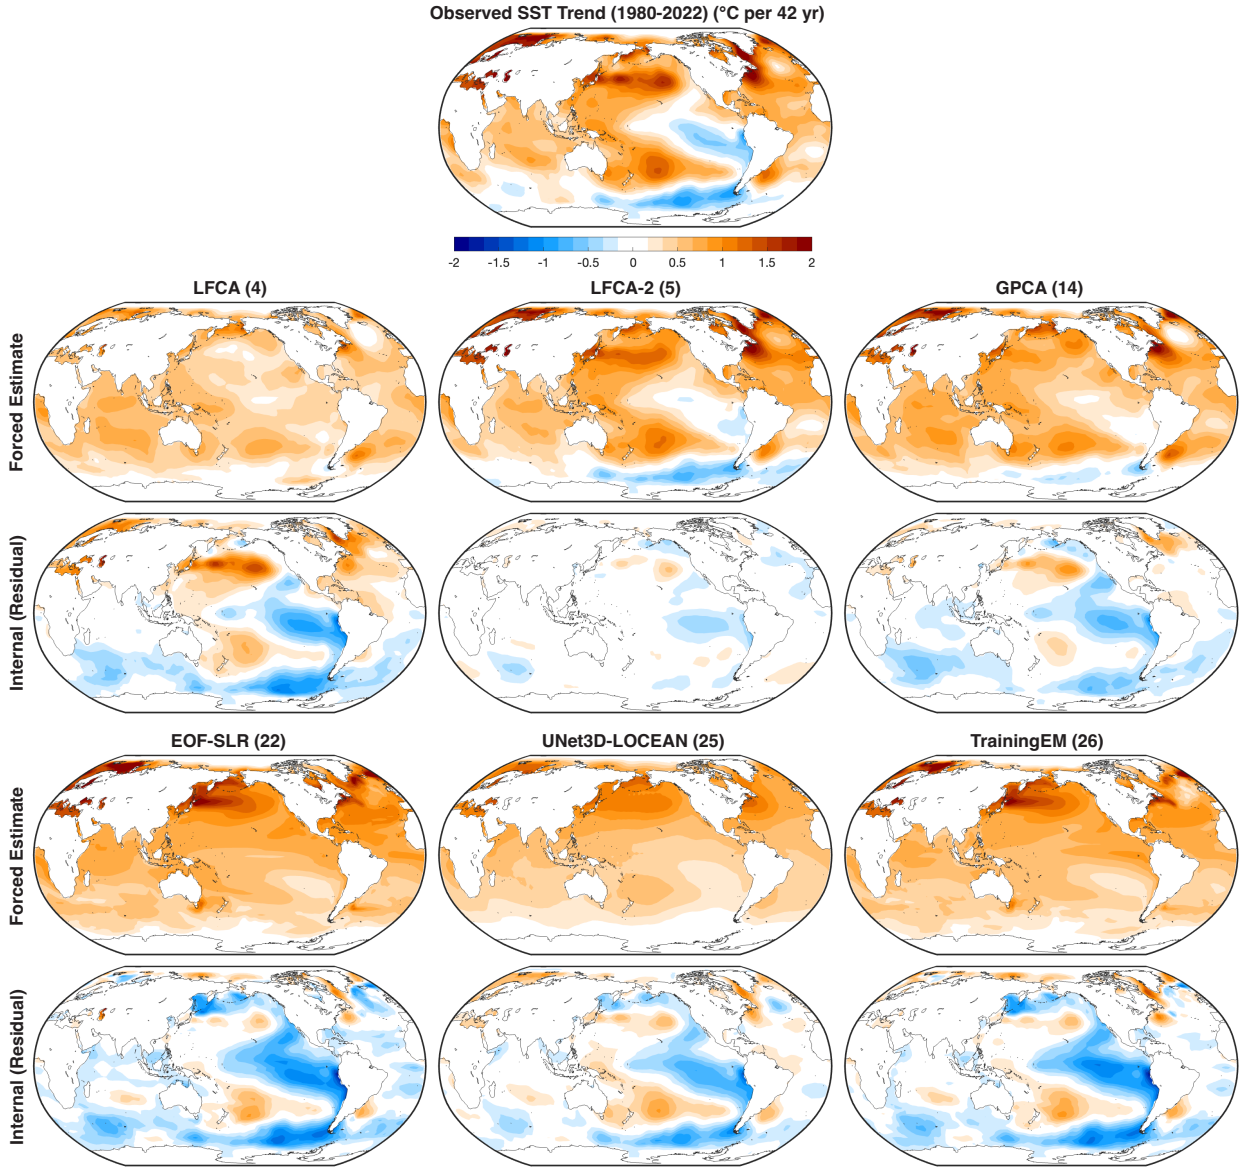 Observed SST Trend (1980-2022) (°C per 42 yr)
-2 -1.5 -1 -0.5 0 0.5 1 1.5 2
LFCA (4) LFCA-2 (5) GPCA (14)
Forced Estimate
Internal (Residual)
EOF-SLR (22) UNet3D-LOCEAN (25) TrainingEM (26)
Forced Estimate
Internal (Residual)